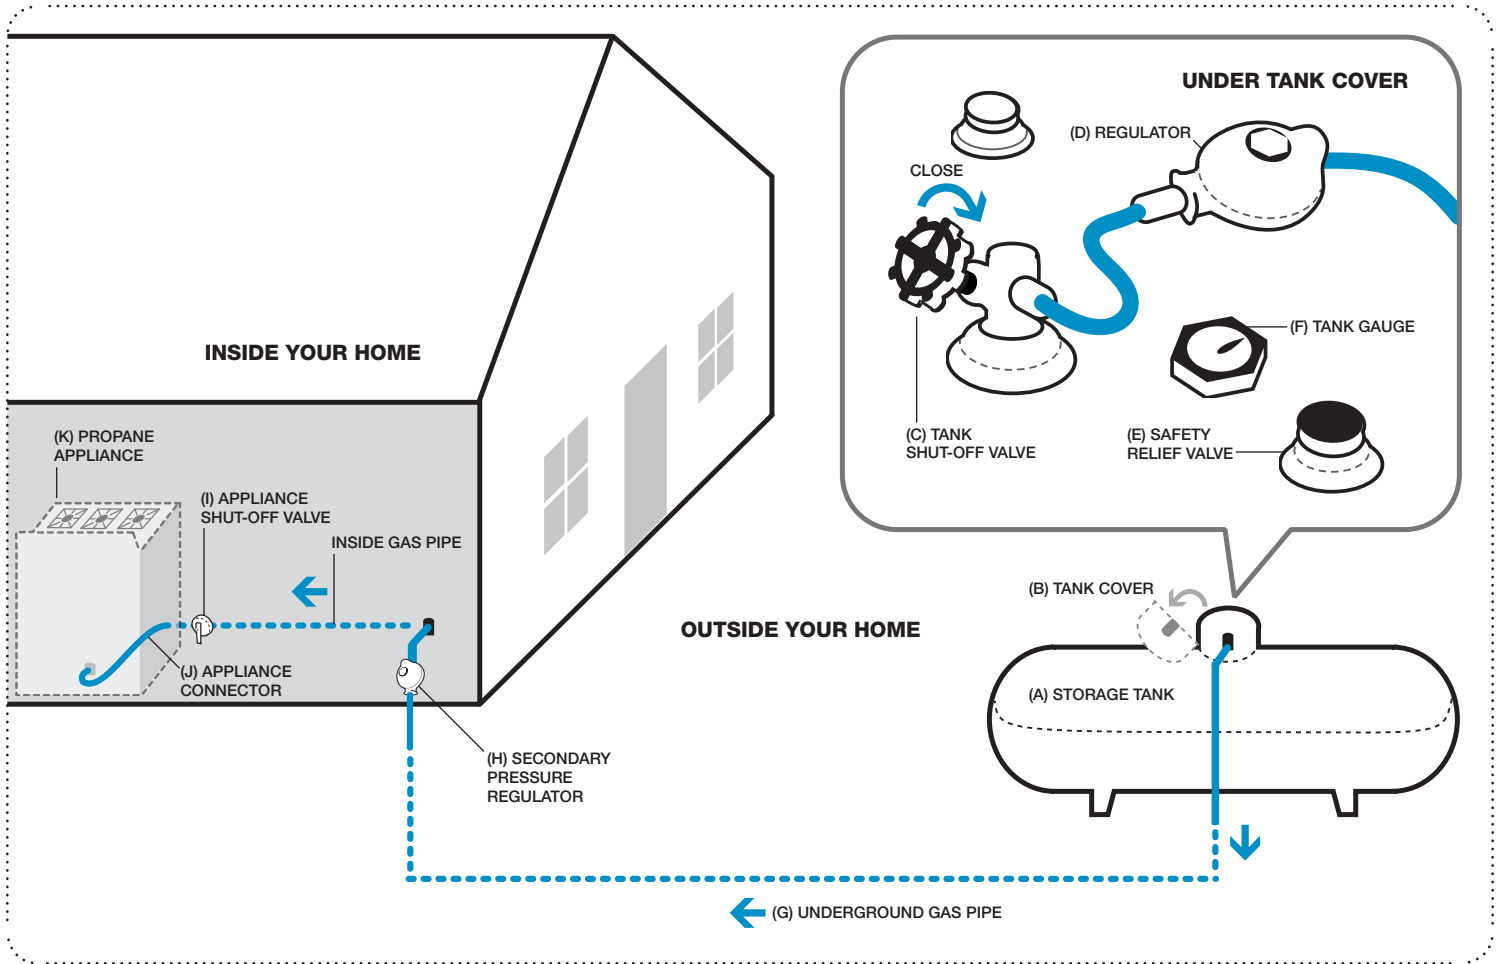 UNDER TANK COVER
(D) REGULATOR
CLOSE
(F) TANK GAUGE
(C) TANK
SHUT-OFF VALVE
(E) SAFETY
RELIEF VALVE
INSIDE YOUR HOME
(K) PROPANE
APPLIANCE
(I) APPLIANCE
SHUT-OFF VALVE
INSIDE GAS PIPE
(J) APPLIANCE
CONNECTOR
(H) SECONDARY
PRESSURE
REGULATOR
OUTSIDE YOUR HOME
(B) TANK COVER
(A) STORAGE TANK
(G) UNDERGROUND GAS PIPE